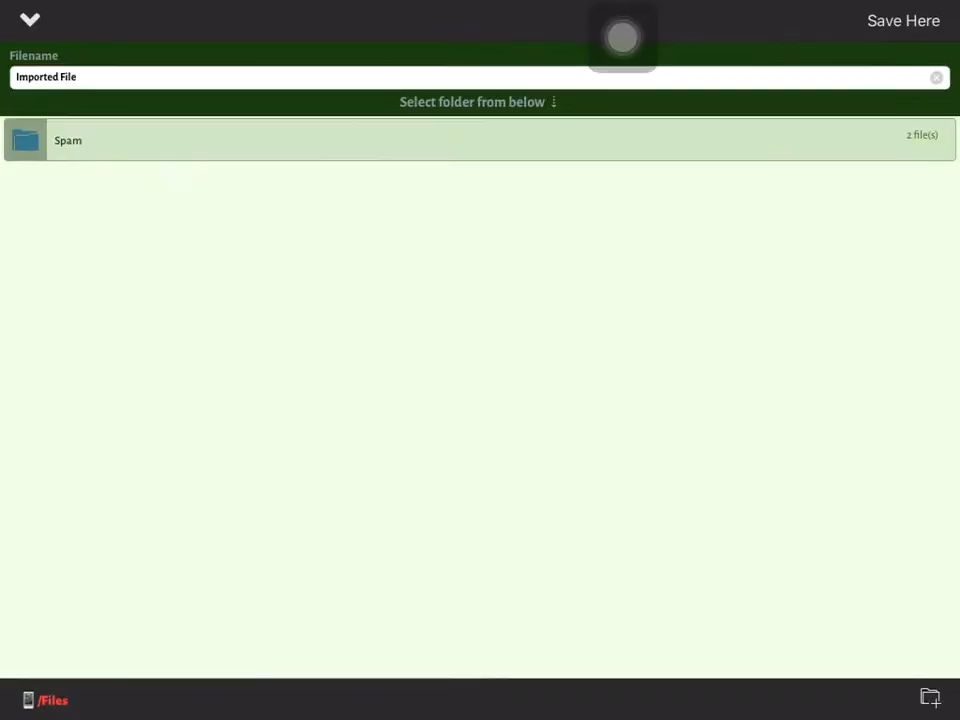 Save Here
Filename
Imported File
Select folder from below ⇣
Spam
2 file(s)
/Files